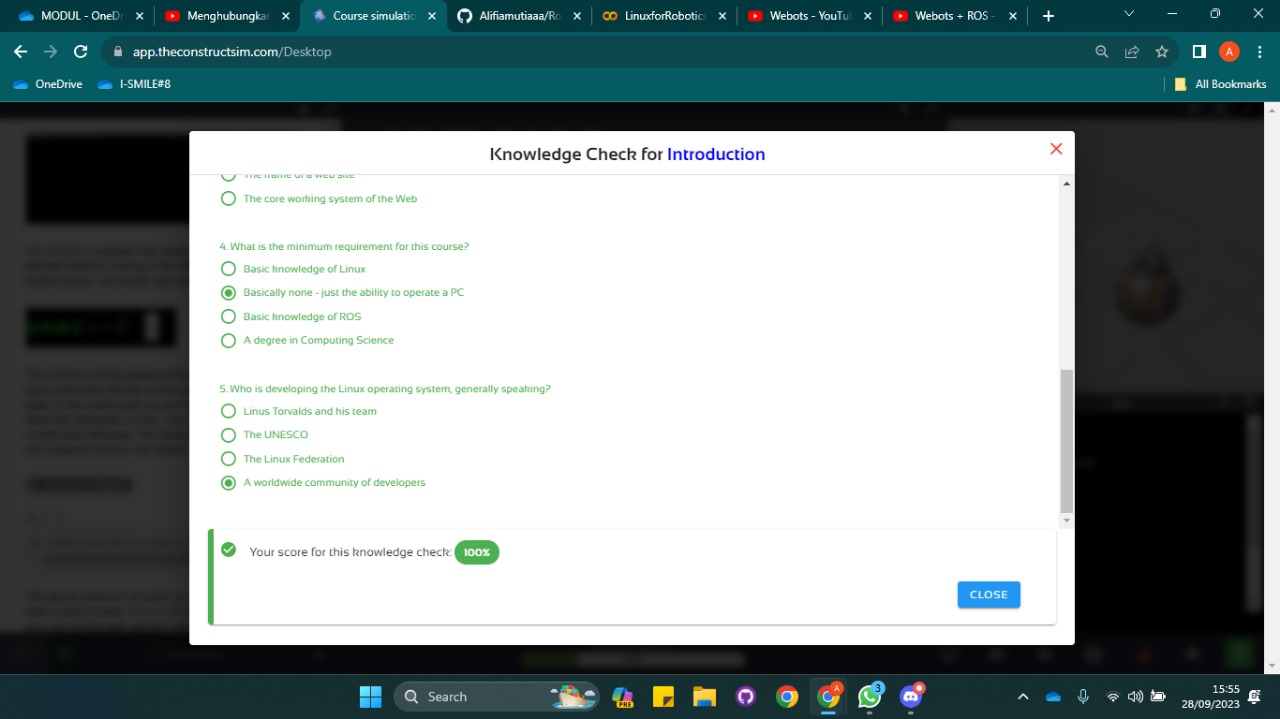 MODUL - OneDr
Menghubungkar
Course simulatio
Alifiamutiaaa/Ro
LinuxforRobotics
Webots - YouTub
Webots + ROS -
app.theconstructsim.com/Desktop
OneDrive
I-SMILE#8
All Bookmarks
Knowledge Check for Introduction
The frame of a web site
The core working system of the Web
4. What is the minimum requirement for this course?
Basic knowledge of Linux
Basically none - just the ability to operate a PC
Basic knowledge of ROS
A degree in Computing Science
5. Who is developing the Linux operating system, generally speaking?
Linus Torvalds and his team
The UNESCO
The Linux Federation
A worldwide community of developers
Your score for this knowledge check: 100%
CLOSE
Search
PRE
A
3
15:55
28/09/2023